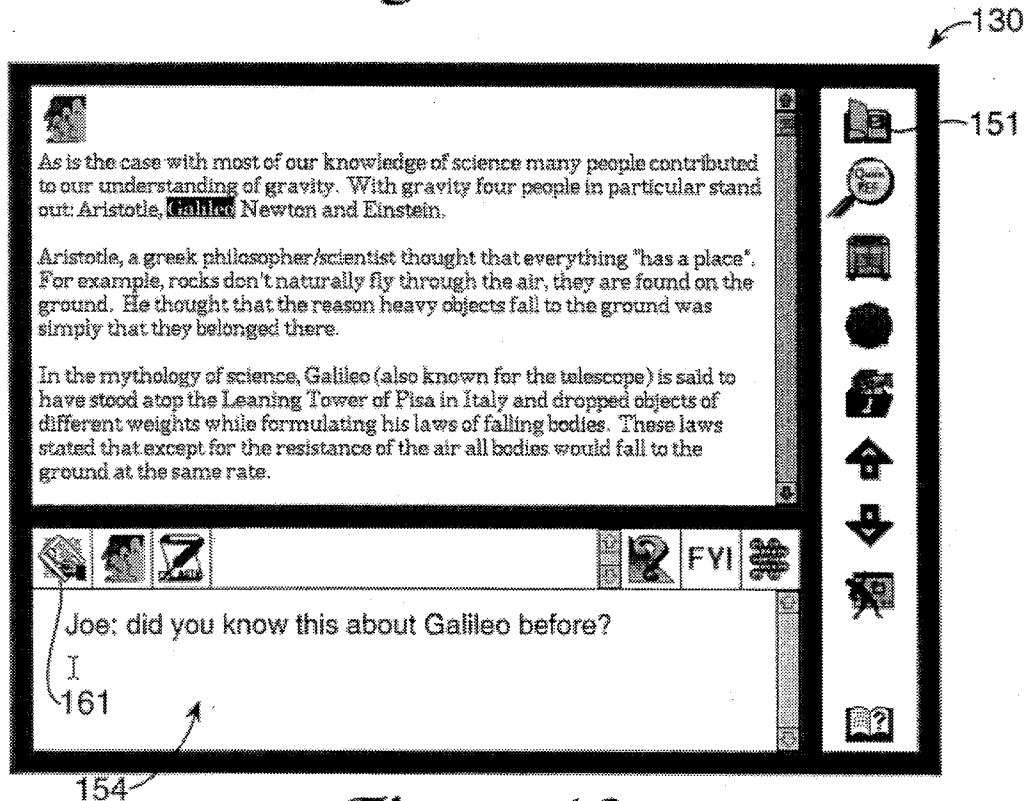 130
151
As is the case with most of our knowledge of science many people contributed
to our understanding of gravity. With gravity four people in particular stand
out: Aristotle, Galileo Newton and Einstein.
Aristotle, a greek philosopher/scientist thought that everything "has a place".
For example, rocks don't naturally fly through the air, they are found on the
ground. He thought that the reason heavy objects fall to the ground was
simply that they belonged there.
In the mythology of science, Galileo (also known for the telescope) is said to
have stood atop the Leaning Tower of Pisa in Italy and dropped objects of
different weights while formulating his laws of falling bodies. These laws
stated that except for the resistance of the air all bodies would fall to the
ground at the same rate.
FYI
Joe: did you know this about Galileo before?
161
?
154